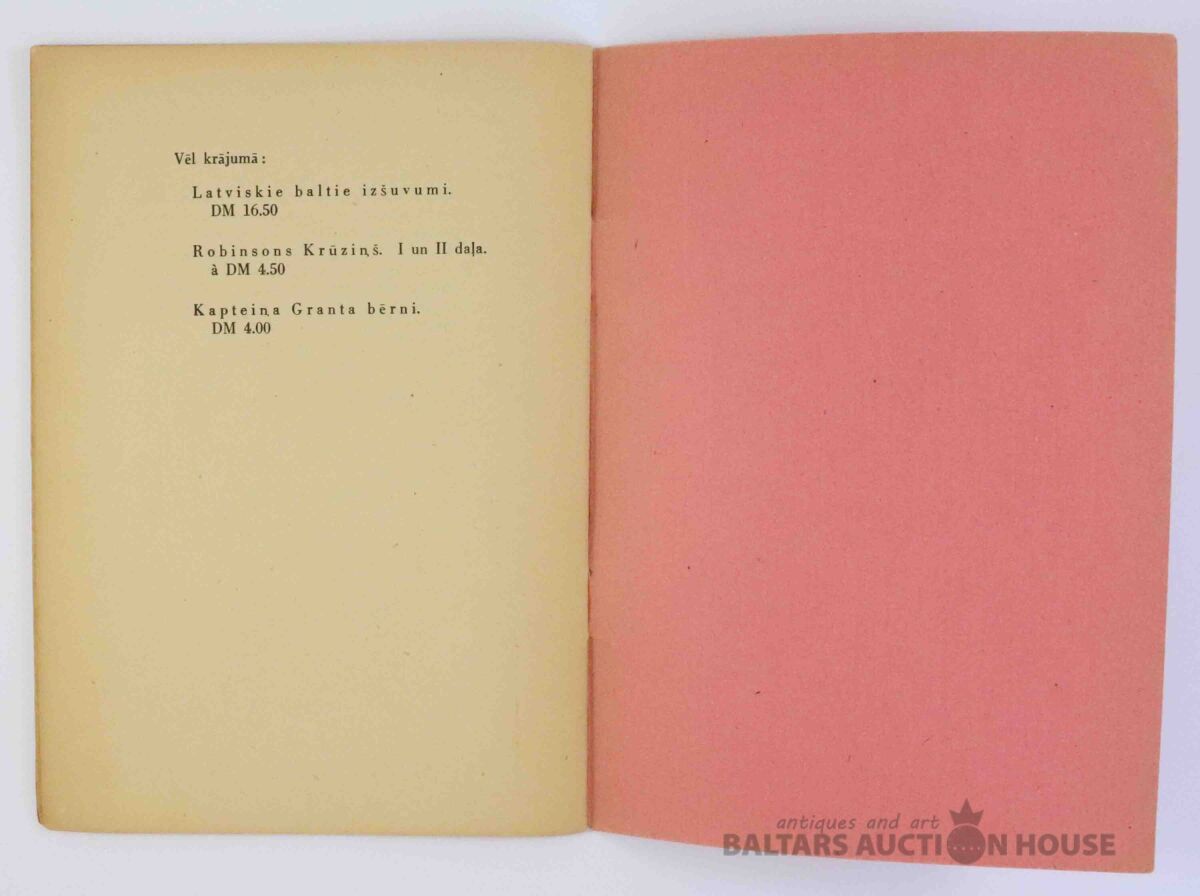 Vēl krājumā:
Latviskie baltie izšuvumi.
DM 16.50
Robinsons Krūziņš. I un II daļa.
à DM 4.50
Kapteiņa Granta bērni.
DM 4.00
antiques and art
BALTARS AUCTION HOUSE